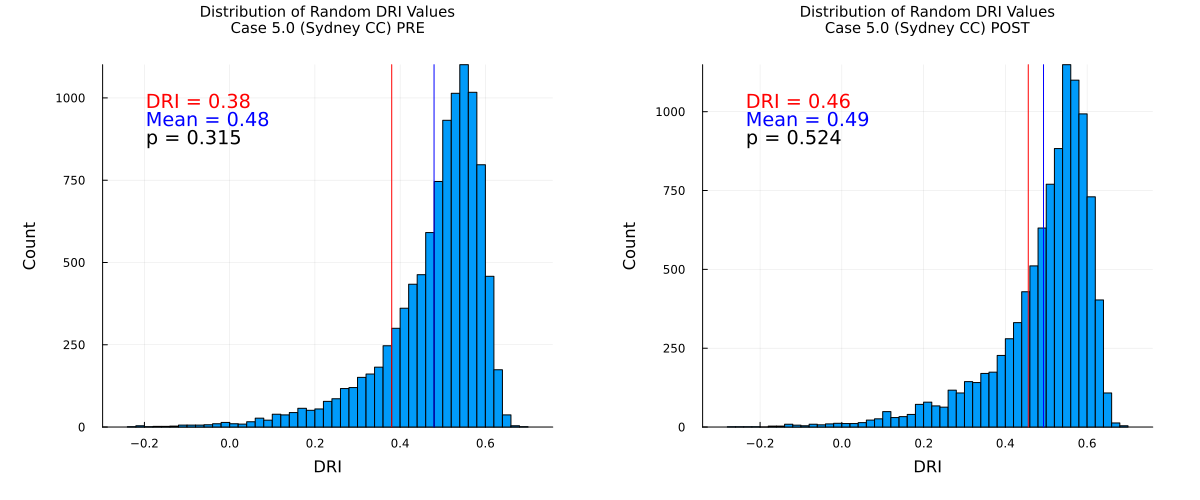 Distribution of Random DRI Values
Case 5.0 (Sydney CC) PRE
DRI = 0.38
Mean = 0.48
p = 0.315
1000
750
500
250
0
Count
−0.2
0.0
0.2
0.4
0.6
DRI
Distribution of Random DRI Values
Case 5.0 (Sydney CC) POST
DRI = 0.46
Mean = 0.49
p = 0.524
1000
750
500
250
0
Count
−0.2
0.0
0.2
0.4
0.6
DRI